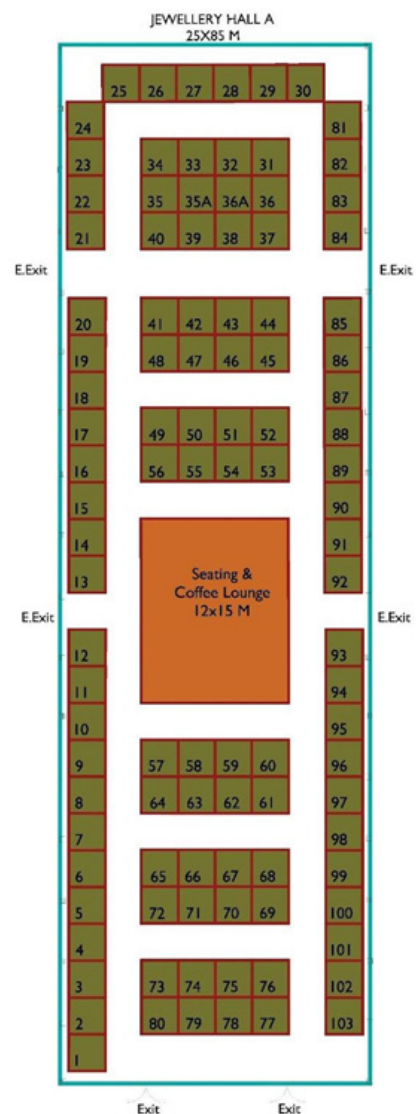 JEWELLERY HALL A
25X85 M
25 26 27 28 29 30
24 81
23 34 33 32 31 82
22 35 35A 36A 36 83
21 40 39 38 37 84
E.Exit E.Exit
20 41 42 43 44 85
19 48 47 46 45 86
18 87
17 49 50 51 52 88
16 56 55 54 53 89
15 90
14 91
13 Seating & 92
Coffee Lounge
12x15 M
E.Exit E.Exit
12 93
11 94
10 95
9 57 58 59 60 96
8 64 63 62 61 97
7 98
6 65 66 67 68 99
5 72 71 70 69 100
4 101
3 73 74 75 76 102
2 80 79 78 77 103
1
Exit Exit